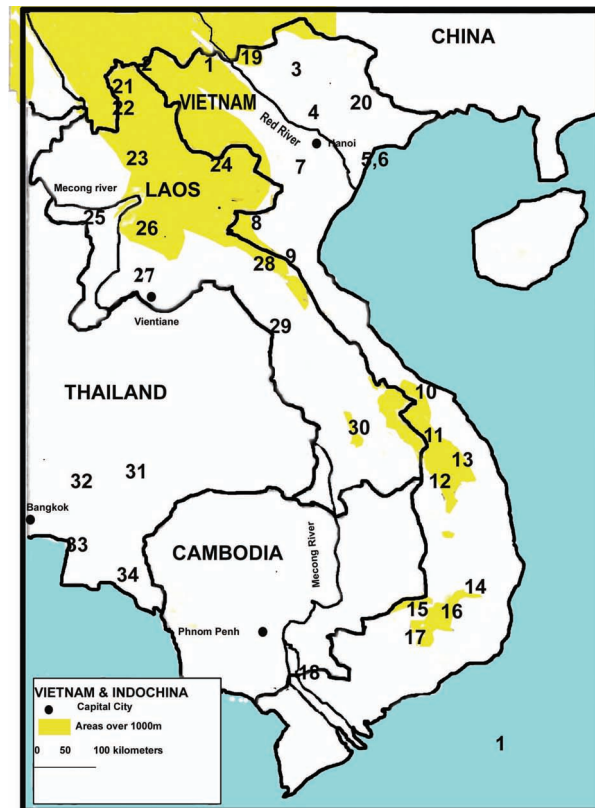 CHINA
19
1
2
3
21
VIETNAM
22
4
20
Red River
Hanoi
23
24
7
5,6
Mecong river
LAOS
25
26
8
9
28
27
Vientiane
29
THAILAND
10
30
11
13
31
32
12
Bangkok
33
CAMBODIA
Mecong River
34
14
15
16
Phnom Penh
17
18
VIETNAM & INDOCHINA
Capital City
Areas over 1000m
0 50 100 kilometers
1